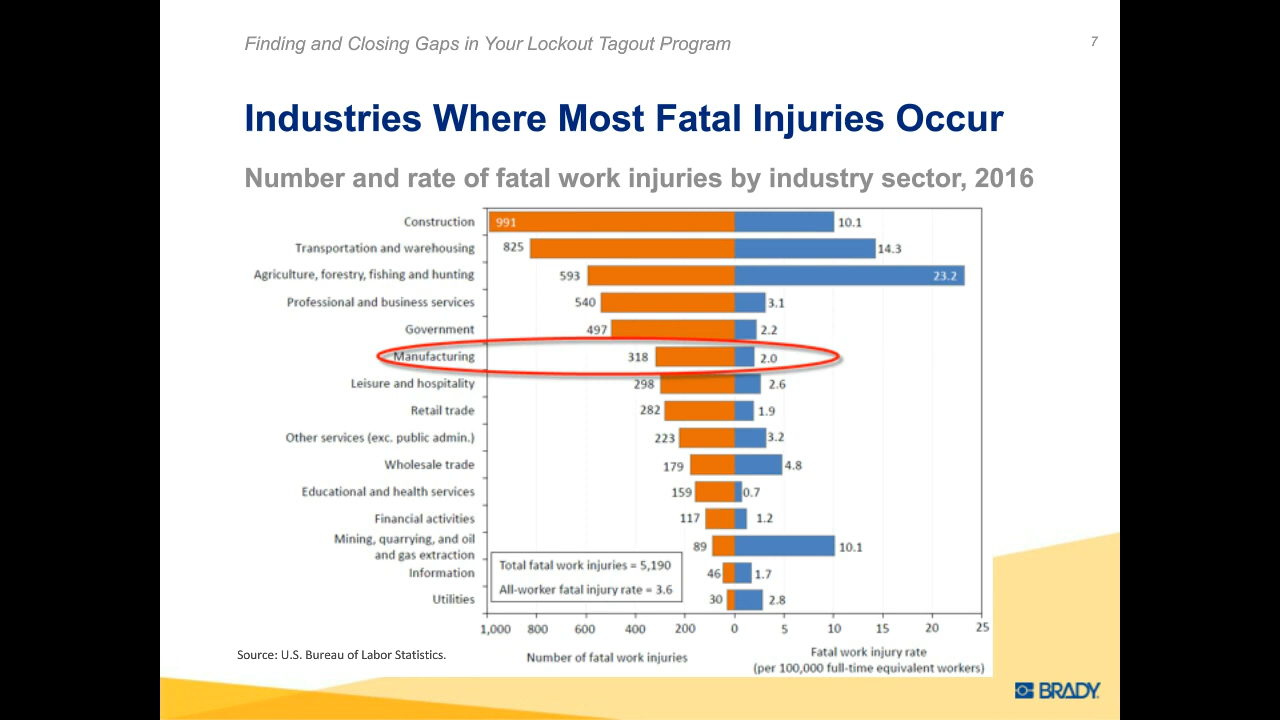 Finding and Closing Gaps in Your Lockout Tagout Program
7
Industries Where Most Fatal Injuries Occur
Number and rate of fatal work injuries by industry sector, 2016
Construction 991 10.1
Transportation and warehousing 825 14.3
Agriculture, forestry, fishing and hunting 593 23.2
Professional and business services 540 3.1
Government 497 2.2
Manufacturing 318 2.0
Leisure and hospitality 298 2.6
Retail trade 282 1.9
Other services (exc. public admin.) 223 3.2
Wholesale trade 179 4.8
Educational and health services 159 0.7
Financial activities 117 1.2
Mining, quarrying, and oil
and gas extraction 89 10.1
Information 46 1.7
Utilities 30 2.8
Total fatal work injuries = 5,190
All-worker fatal injury rate = 3.6
1,000 800 600 400 200 0 5 10 15 20 25
Number of fatal work injuries
Fatal work injury rate
(per 100,000 full-time equivalent workers)
Source: U.S. Bureau of Labor Statistics.
BRADY